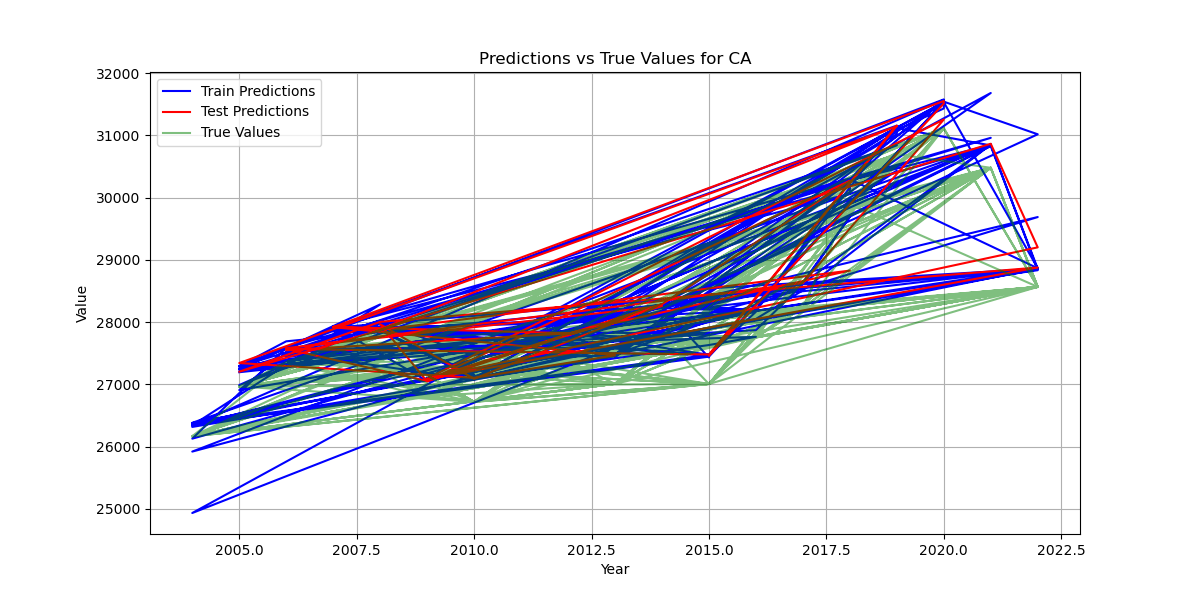 Predictions vs True Values for CA
32000
31000
30000
29000
28000
27000
26000
25000
Value
Train Predictions
Test Predictions
True Values
2005.0 2007.5 2010.0 2012.5 2015.0 2017.5 2020.0 2022.5
Year